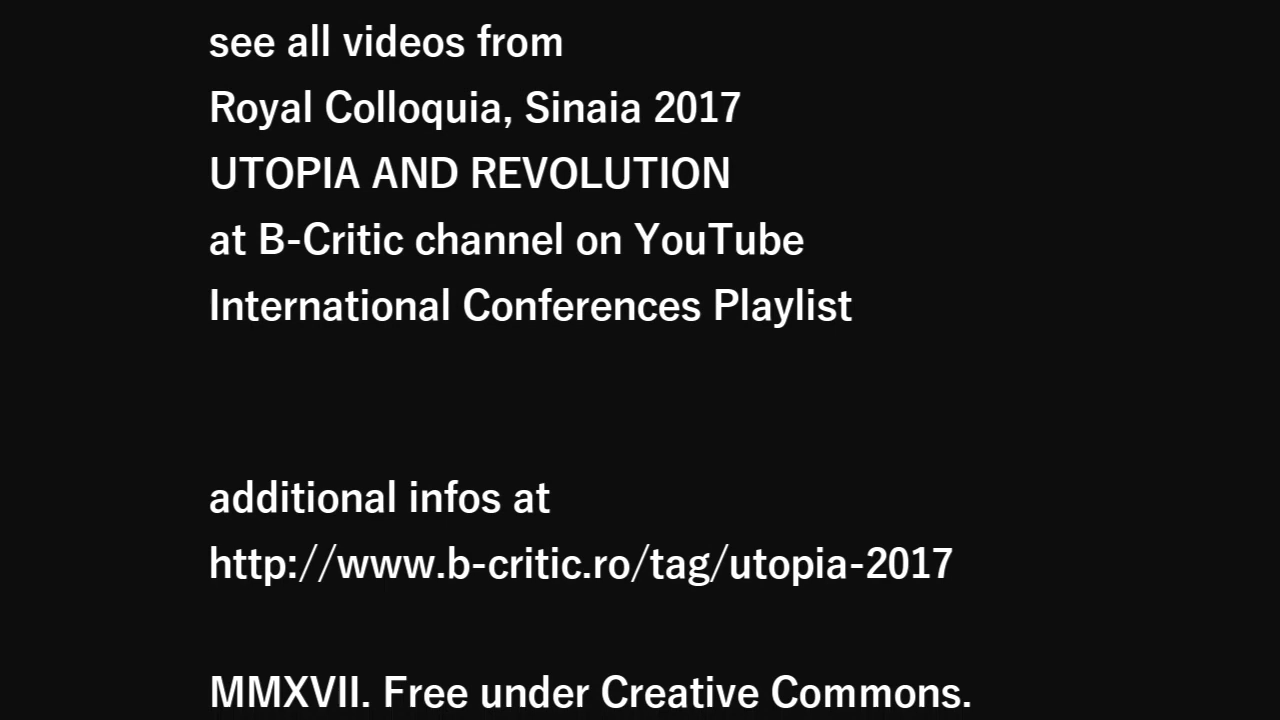 see all videos from
Royal Colloquia, Sinaia 2017
UTOPIA AND REVOLUTION
at B-Critic channel on YouTube
International Conferences Playlist
additional infos at
http://www.b-critic.ro/tag/utopia-2017
MMXVII. Free under Creative Commons.